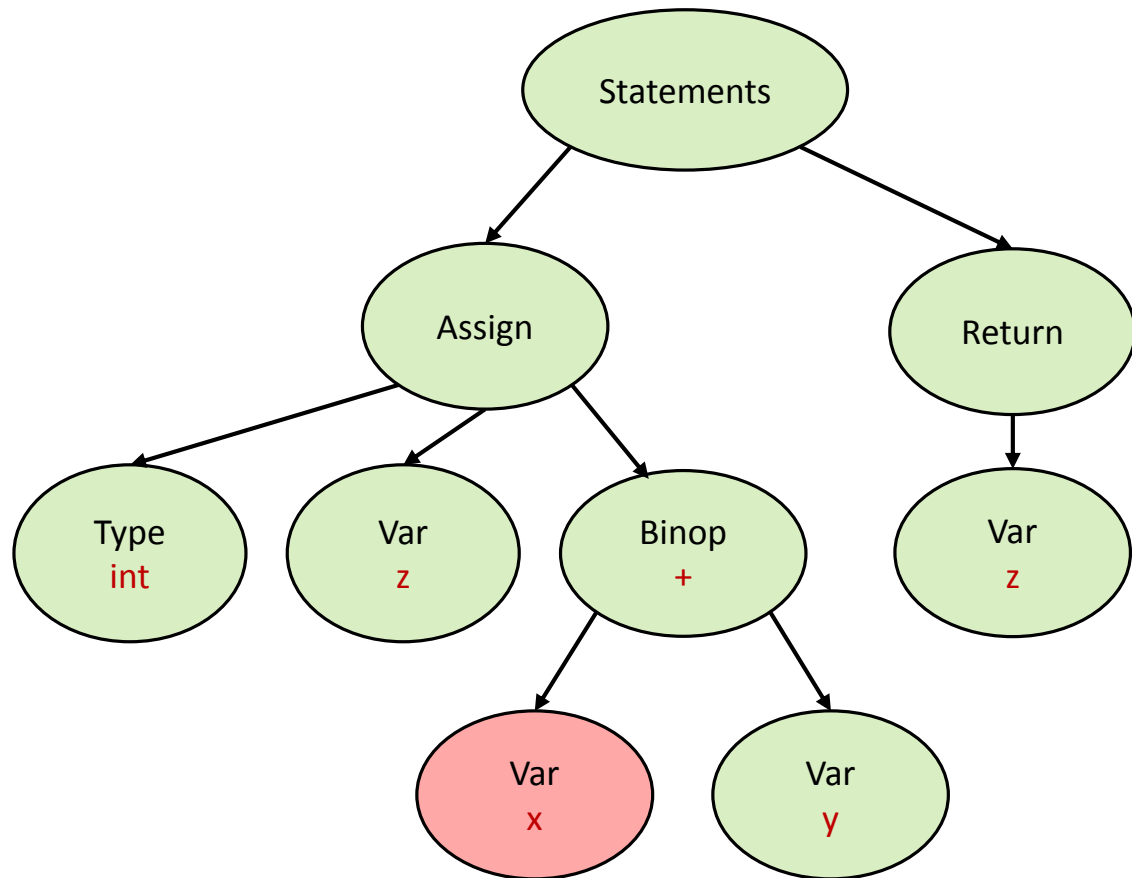 Statements
Assign
Return
Type
int
Var
z
Binop
+
Var
z
Var
x
Var
y